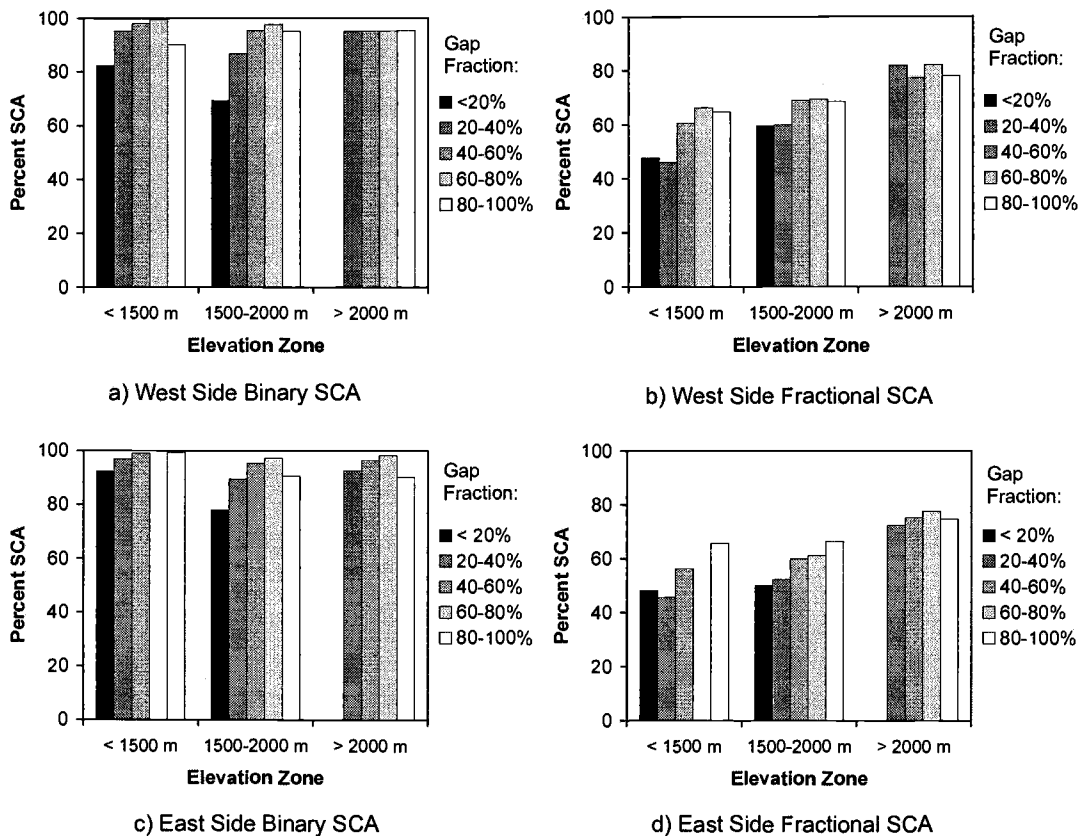 100
80
60
40
20
0
Percent SCA
< 1500 m
1500-2000 m
> 2000 m
Elevation Zone
Gap
Fraction:
<20%
20-40%
40-60%
60-80%
80-100%
a) West Side Binary SCA
100
80
60
40
20
0
Percent SCA
< 1500 m
1500-2000 m
> 2000 m
Elevation Zone
Gap
Fraction:
<20%
20-40%
40-60%
60-80%
80-100%
b) West Side Fractional SCA
100
80
60
40
20
0
Percent SCA
< 1500 m
1500-2000 m
> 2000 m
Elevation Zone
Gap
Fraction:
< 20%
20-40%
40-60%
60-80%
80-100%
c) East Side Binary SCA
100
80
60
40
20
0
Percent SCA
< 1500 m
1500-2000 m
> 2000 m
Elevation Zone
Gap
Fraction:
< 20%
20-40%
40-60%
60-80%
80-100%
d) East Side Fractional SCA